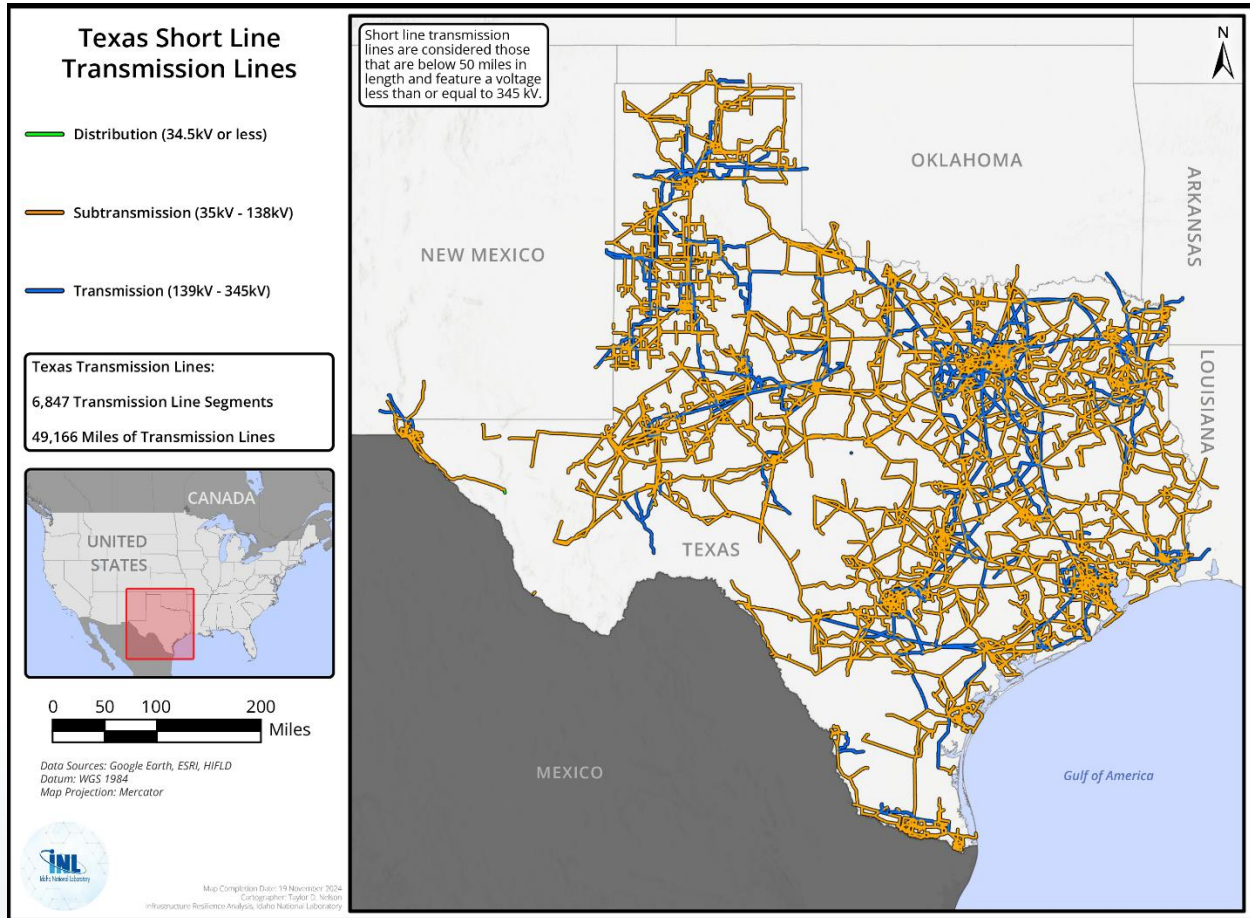 Texas Short Line
Transmission Lines
Distribution (34.5kV or less)
Subtransmission (35kV - 138kV)
Transmission (139kV - 345kV)
Texas Transmission Lines:
6,847 Transmission Line Segments
49,166 Miles of Transmission Lines
CANADA
UNITED
STATES
0 50 100 200
Miles
Data Sources: Google Earth, ESRI, HIFLD
Datum: WGS 1984
Map Projection: Mercator
INL
Idaho National Laboratory
Map Completion Date: 19 November 2024
Cartographer: Taylor D. Nelson
Infrastructure Resilience Analysis, Idaho National Laboratory
Short line transmission
lines are considered those
that are below 50 miles in
length and feature a voltage
less than or equal to 345 kV.
N
OKLAHOMA
ARKANSAS
NEW MEXICO
LOUISIANA
TEXAS
MEXICO
Gulf of America